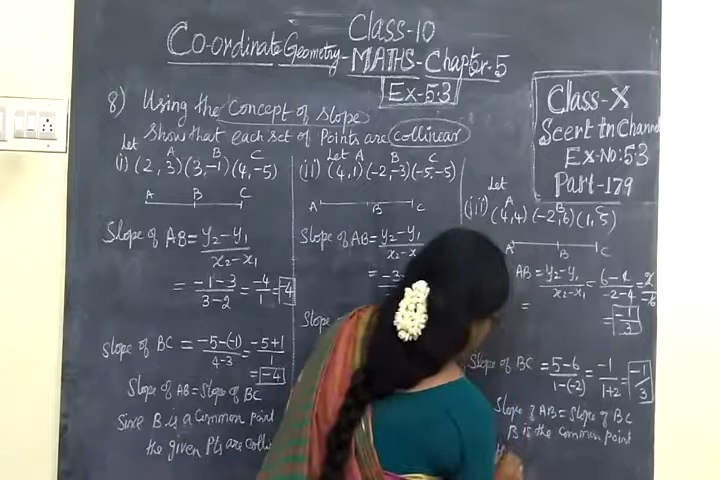 Class-10
Co-ordinate Geometry-MATHS-Chapter-5
Ex-5.3
8) Using the Concept of slope
show that each set of Points are collinear
Let
A B C
(i) (2, 3) (3, -1) (4, -5)
A B C
Slope of AB = y2-y1 / x2-x1
= -1-3 / 3-2 = -4/1 = -4
Slope of BC = -5-(-1) / 4-3 = -5+1 / 1
= -4
Slope of AB = Slope of BC
Since B is a Common point
the given Pts are
Let A B C
(ii) (4,1) (-2,-3) (-5,-5)
A B C
Slope of AB = y2-y1
= -3
Slope
Class-X
Scert tn Channel
Ex-No: 5.3
Part-179
Let
A B C
(iii) (4,4) (-2,6) (1,5)
A B C
AB = y2-y1 / x2-x1 = 6-4 / -2-4 = 2/-6
=
= -1/3
Slope of BC = 5-6 / 1-(-2) = -1 / 1+2 = -1/3
Slope of AB = Slope of BC
B is the common point